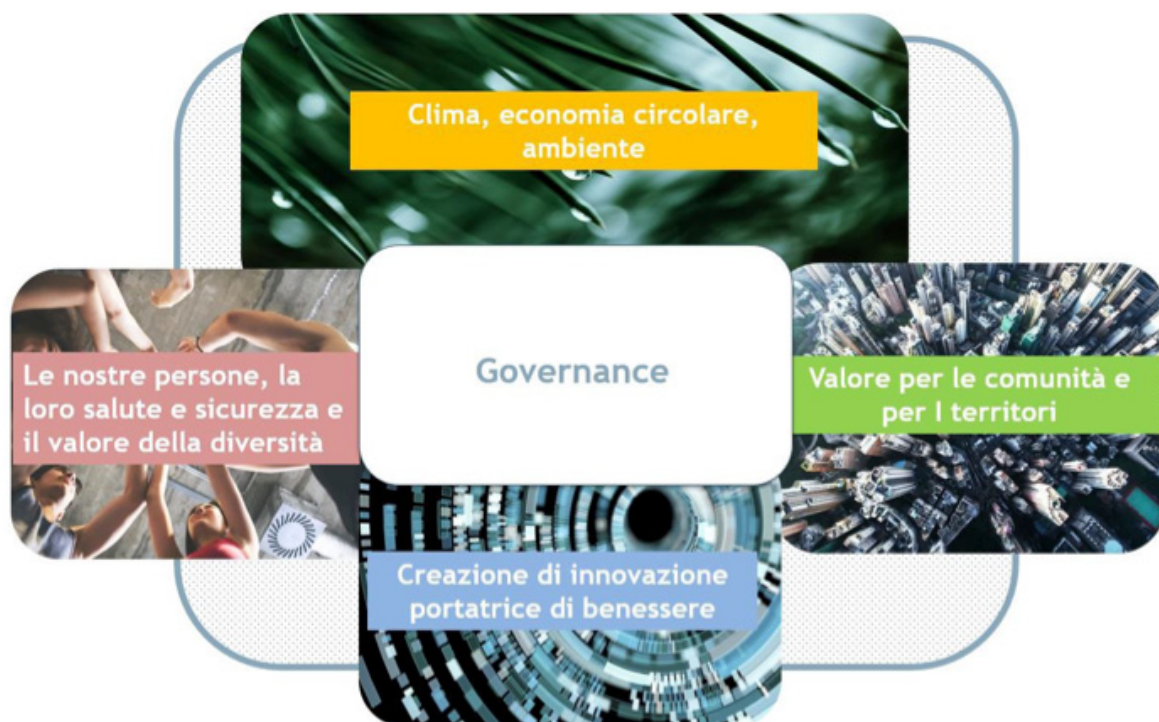 Clima, economia circolare,
ambiente
Governance
Le nostre persone, la
loro salute e sicurezza e
il valore della diversità
Valore per le comunità e
per I territori
Creazione di innovazione
portatrice di benessere